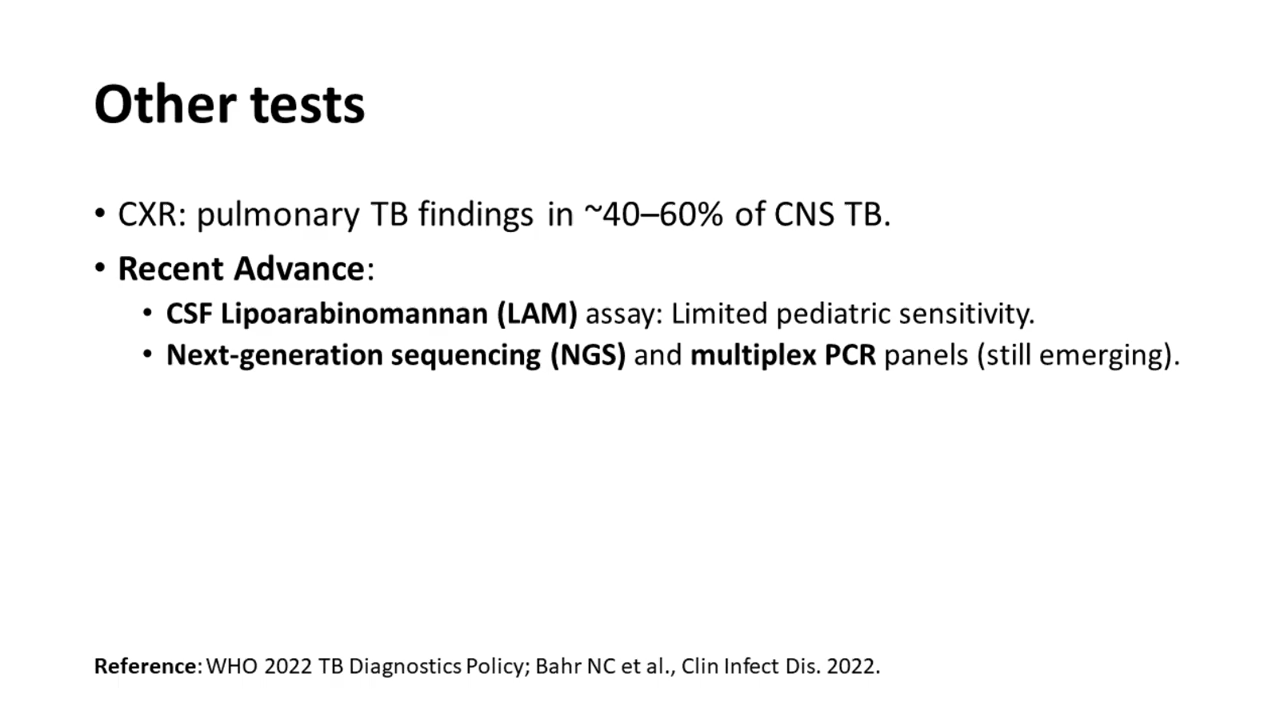 Other tests
• CXR: pulmonary TB findings in ~40–60% of CNS TB.
• Recent Advance:
• CSF Lipoarabinomannan (LAM) assay: Limited pediatric sensitivity.
• Next-generation sequencing (NGS) and multiplex PCR panels (still emerging).
Reference: WHO 2022 TB Diagnostics Policy; Bahr NC et al., Clin Infect Dis. 2022.